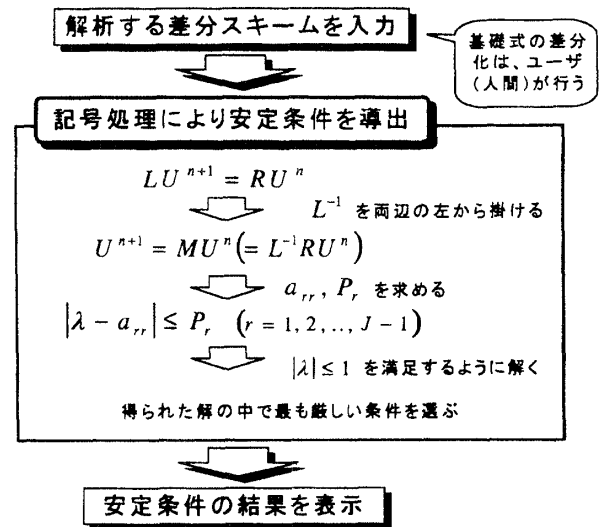 解析する差分スキームを入力
基礎式の差分
化は、ユーザ
(人間)が行う
記号処理により安定条件を導出
LU^{n+1} = RU^{n}
L^{-1} を両辺の左から掛ける
U^{n+1} = MU^{n}(= L^{-1}RU^{n})
a_{rr}, P_{r} を求める
|λ − a_{rr}| ≤ P_{r} (r = 1, 2, .., J − 1)
|λ| ≤ 1 を満足するように解く
得られた解の中で最も厳しい条件を選ぶ
安定条件の結果を表示